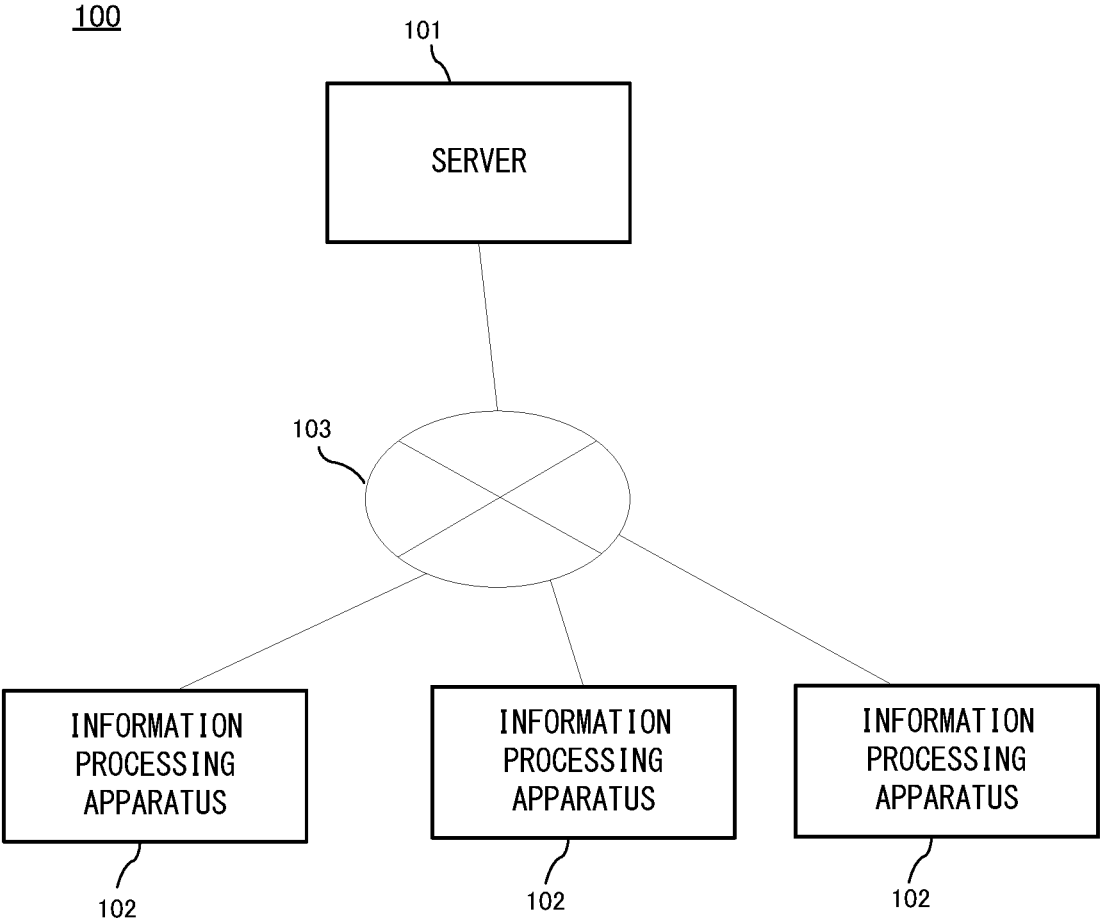 100
101
SERVER
103
INFORMATION
PROCESSING
APPARATUS
102
INFORMATION
PROCESSING
APPARATUS
102
INFORMATION
PROCESSING
APPARATUS
102